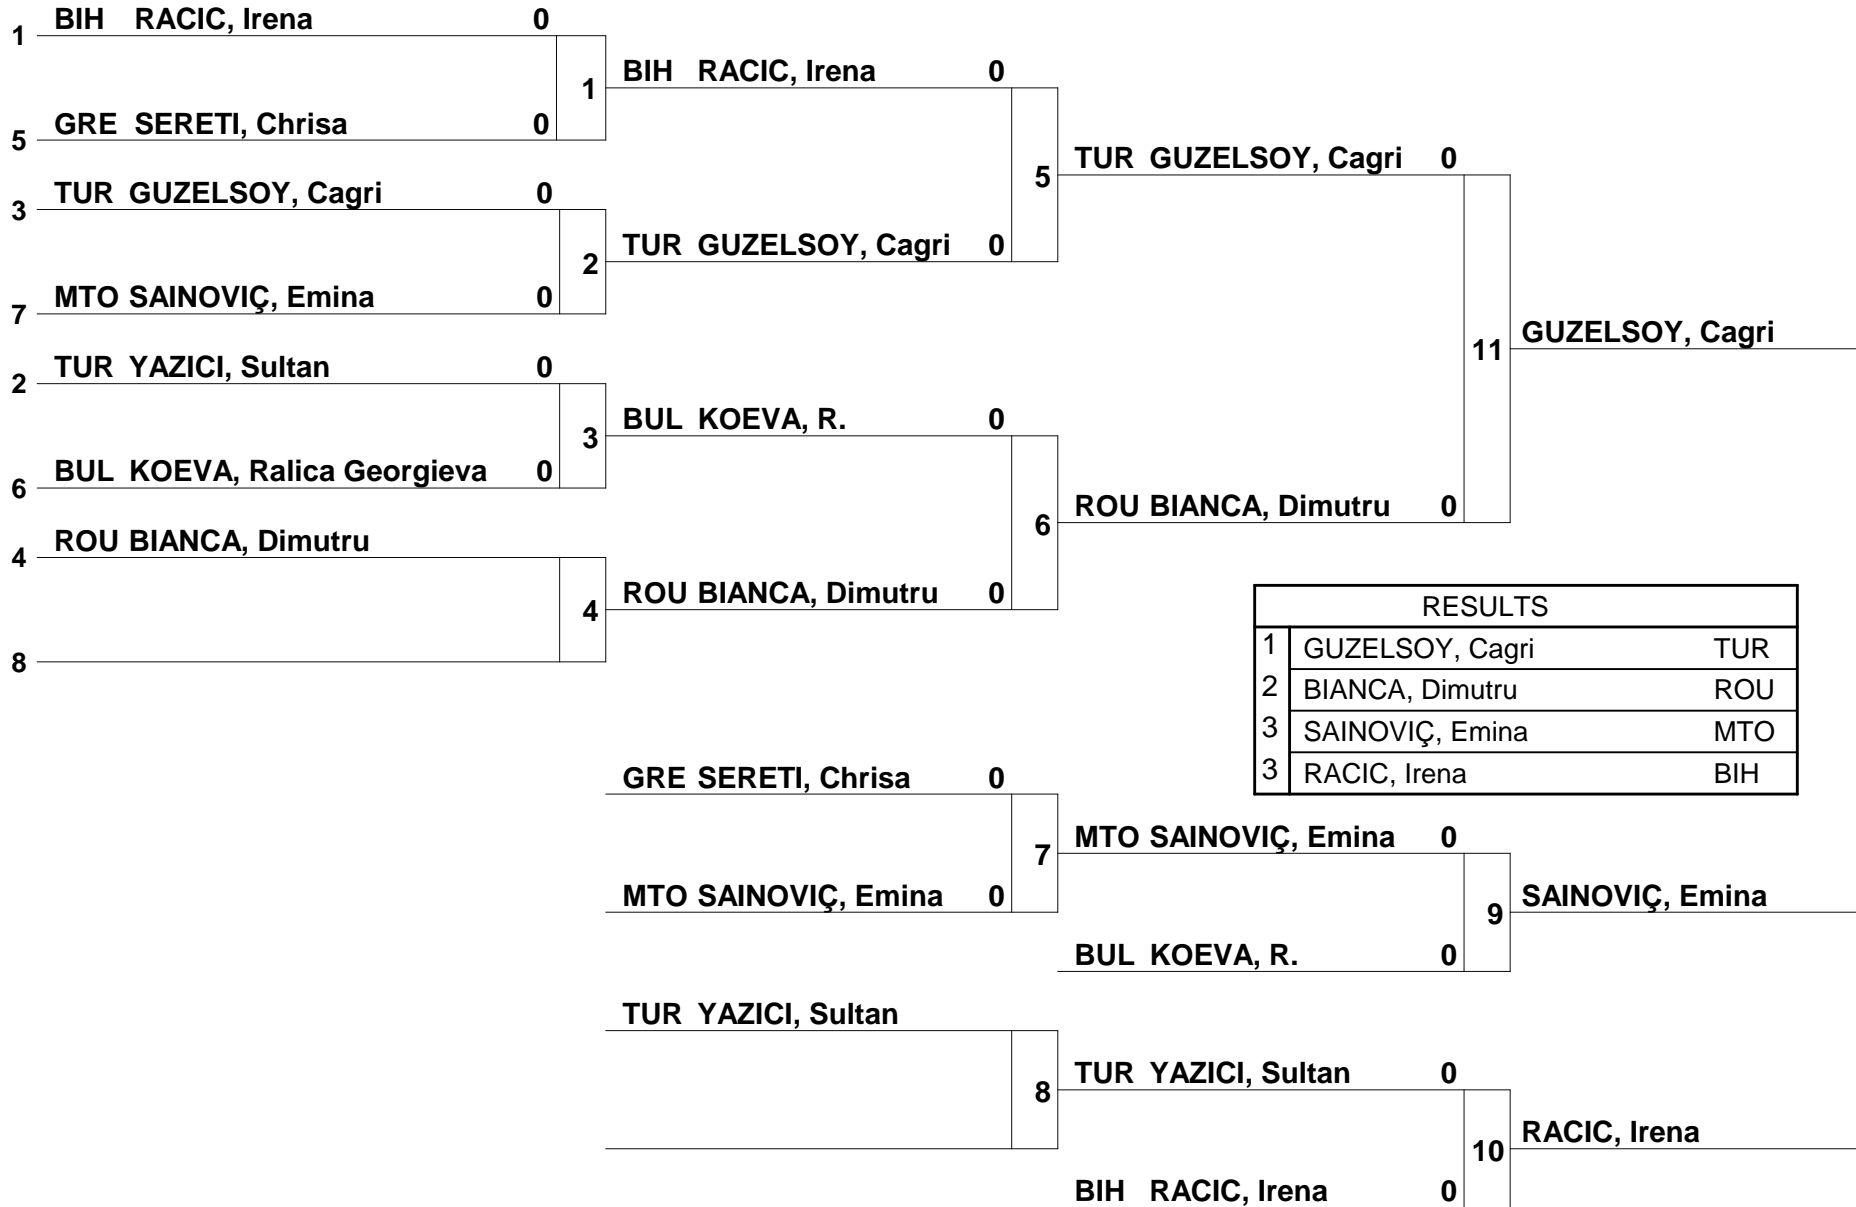 BIH RACIC, Irena 0
1
GRE SERETI, Chrisa 0
5
TUR GUZELSOY, Cagri 0
3
MTO SAINOVIÇ, Emina 0
7
TUR YAZICI, Sultan 0
2
BUL KOEVA, Ralica Georgieva 0
6
ROU BIANCA, Dimutru
4
8
1
2
3
4
BIH RACIC, Irena 0
TUR GUZELSOY, Cagri 0
BUL KOEVA, R. 0
ROU BIANCA, Dimutru 0
5
6
TUR GUZELSOY, Cagri 0
ROU BIANCA, Dimutru 0
11
GUZELSOY, Cagri
RESULTS
1 GUZELSOY, Cagri TUR
2 BIANCA, Dimutru ROU
3 SAINOVIÇ, Emina MTO
3 RACIC, Irena BIH
GRE SERETI, Chrisa 0
MTO SAINOVIÇ, Emina 0
7
MTO SAINOVIÇ, Emina 0
BUL KOEVA, R. 0
9
SAINOVIÇ, Emina
TUR YAZICI, Sultan
8
TUR YAZICI, Sultan 0
BIH RACIC, Irena 0
10
RACIC, Irena